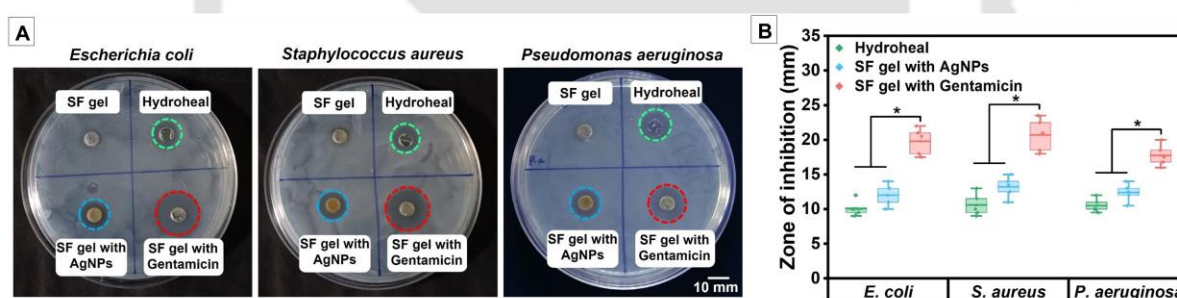 A
Escherichia coli
Staphylococcus aureus
Pseudomonas aeruginosa
SF gel
Hydroheal
SF gel with
AgNPs
SF gel with
Gentamicin
SF gel
Hydroheal
SF gel with
AgNPs
SF gel with
Gentamicin
SF gel
Hydroheal
P.a
SF gel with
AgNPs
SF gel with
Gentamicin
10 mm
B
Zone of inhibition (mm)
35
30
25
20
15
10
5
0
Hydroheal
SF gel with AgNPs
SF gel with Gentamicin
*
*
*
E. coli
S. aureus
P. aeruginosa